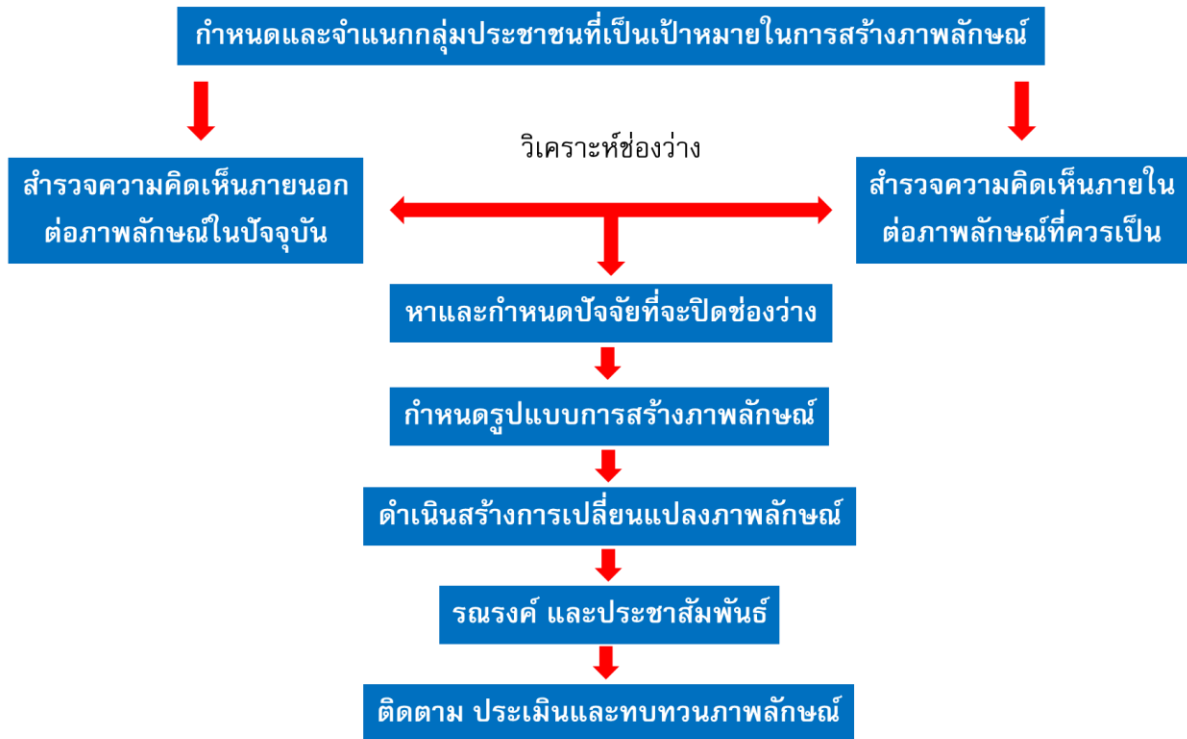 กำหนดและจำแนกกลุ่มประชาชนที่เป็นเป้าหมายในการสร้างภาพลักษณ์
วิเคราะห์ช่องว่าง
สำรวจความคิดเห็นภายนอก
ต่อภาพลักษณ์ในปัจจุบัน
สำรวจความคิดเห็นภายใน
ต่อภาพลักษณ์ที่ควรเป็น
หาและกำหนดปัจจัยที่จะปิดช่องว่าง
กำหนดรูปแบบการสร้างภาพลักษณ์
ดำเนินสร้างการเปลี่ยนแปลงภาพลักษณ์
รณรงค์ และประชาสัมพันธ์
ติดตาม ประเมินและทบทวนภาพลักษณ์